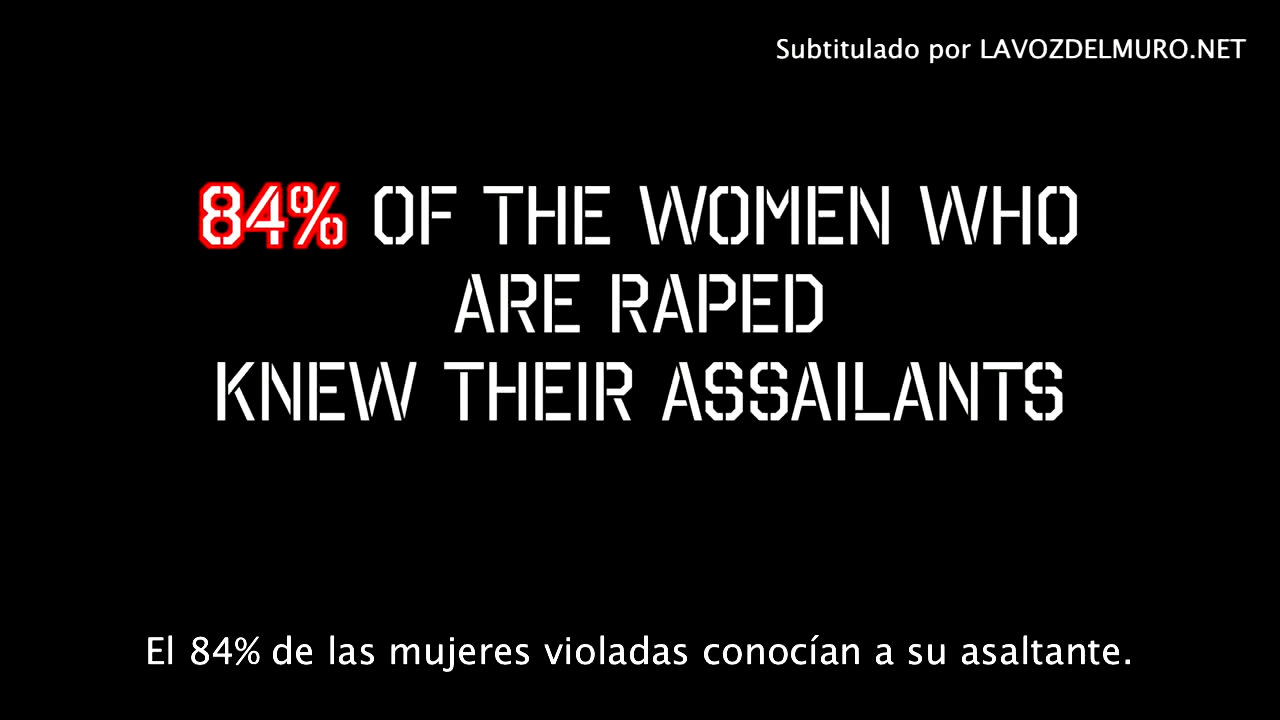 Subtitulado por LAVOZDELMURO.NET
84% OF THE WOMEN WHO
ARE RAPED
KNEW THEIR ASSAILANTS
El 84% de las mujeres violadas conocían a su asaltante.